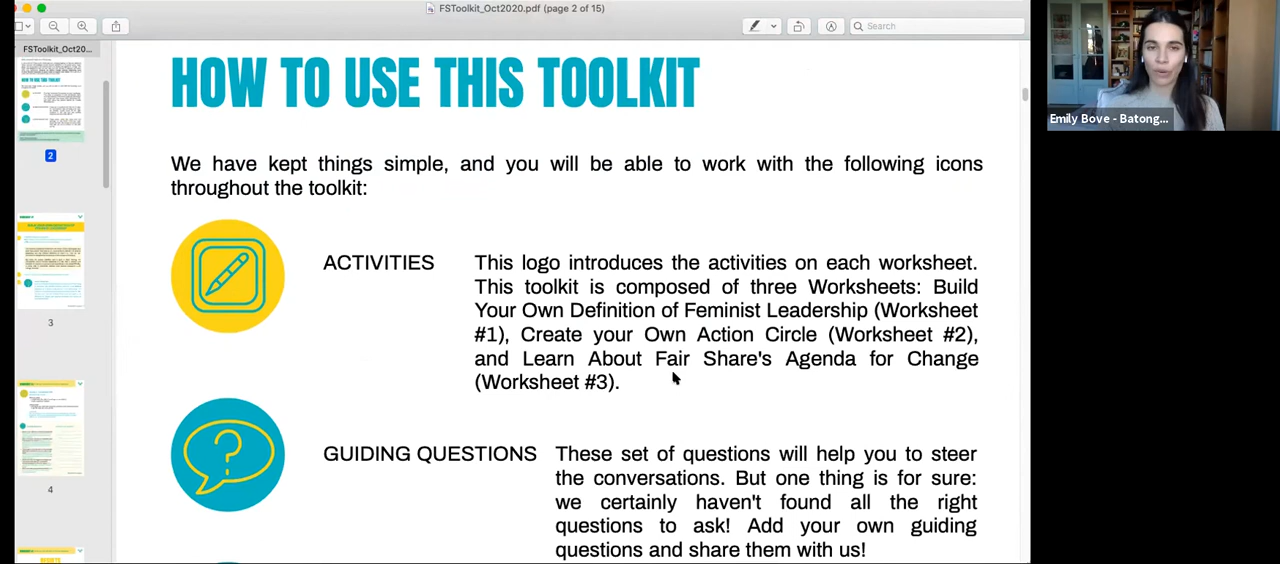 FSToolkit_Oct2020.pdf (page 2 of 15)
Search
FSToolkit_Oct20...
HOW TO USE THIS TOOLKIT
2
3
4
HOW TO USE THIS TOOLKIT
We have kept things simple, and you will be able to work with the following icons
throughout the toolkit:
ACTIVITIES
This logo introduces the activities on each worksheet.
This toolkit is composed of three Worksheets: Build
Your Own Definition of Feminist Leadership (Worksheet
#1), Create your Own Action Circle (Worksheet #2),
and Learn About Fair Share's Agenda for Change
(Worksheet #3).
GUIDING QUESTIONS
These set of questions will help you to steer
the conversations. But one thing is for sure:
we certainly haven't found all the right
questions to ask! Add your own guiding
questions and share them with us!
Emily Bove - Batong...